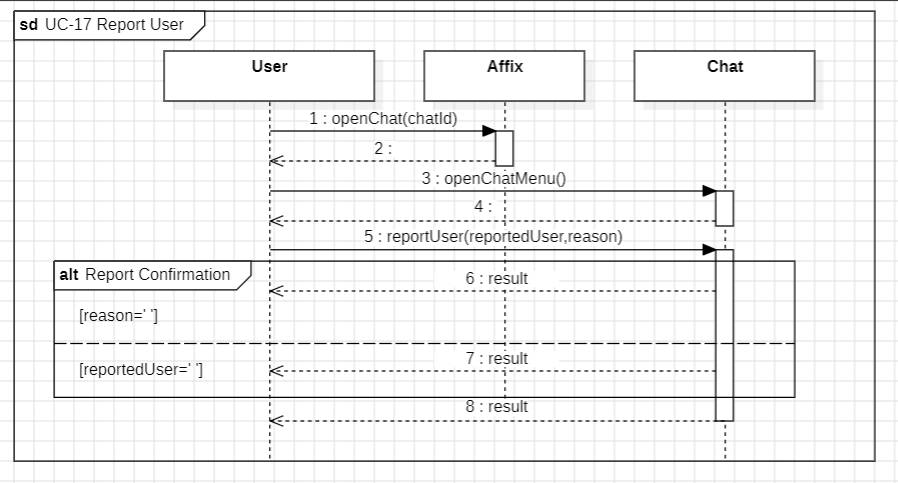 sd UC-17 Report User
User
Affix
Chat
1 : openChat(chatId)
2 :
3 : openChatMenu()
4 :
5 : reportUser(reportedUser,reason)
alt Report Confirmation
6 : result
[reason=' ']
7 : result
[reportedUser=' ']
8 : result